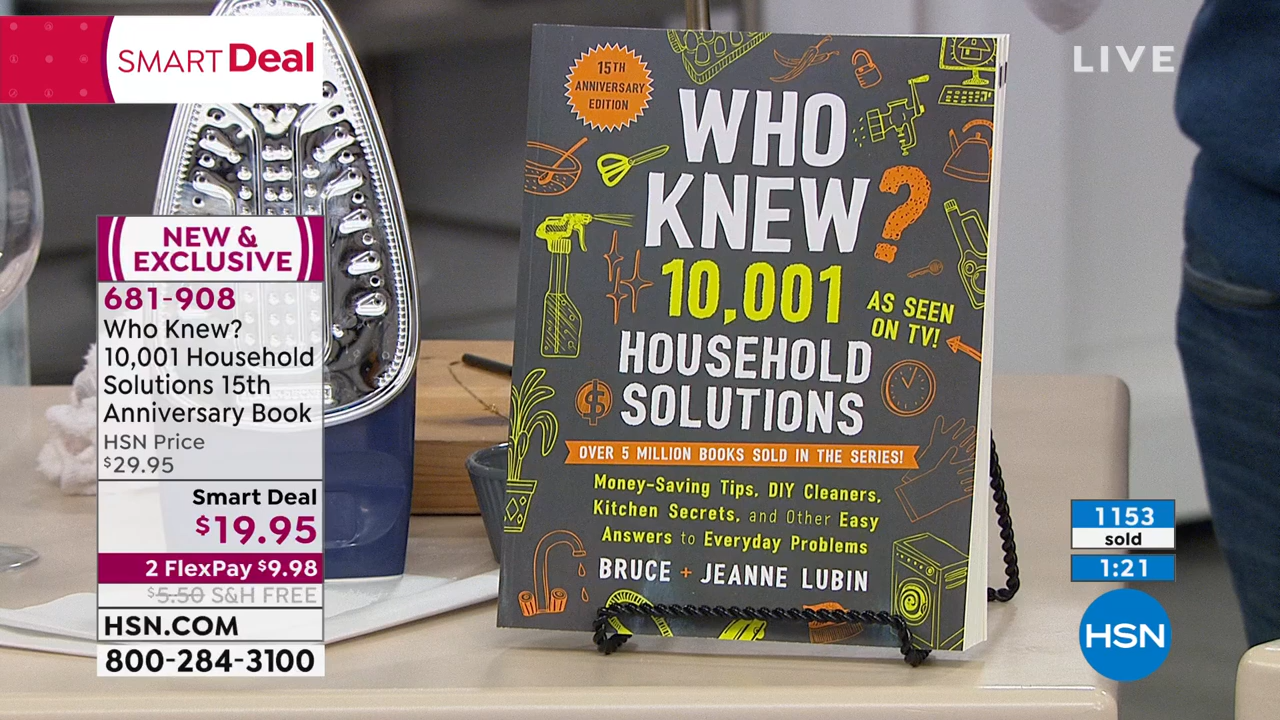 SMART Deal
LIVE
NEW &
EXCLUSIVE
681-908
Who Knew?
10,001 Household
Solutions 15th
Anniversary Book
HSN Price
$29.95
Smart Deal
$19.95
2 FlexPay $9.98
$5.50 S&H FREE
HSN.COM
800-284-3100
15TH
ANNIVERSARY
EDITION
WHO
KNEW?
10,001
AS SEEN
ON TV!
HOUSEHOLD
SOLUTIONS
OVER 5 MILLION BOOKS SOLD IN THE SERIES!
Money-Saving Tips, DIY Cleaners,
Kitchen Secrets, and Other Easy
Answers to Everyday Problems
BRUCE + JEANNE LUBIN
1153
sold
1:21
HSN